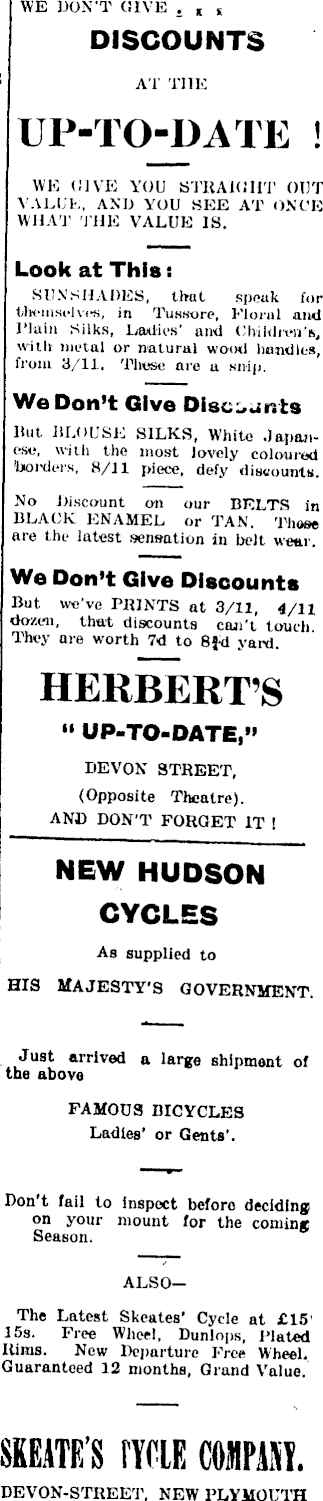 WE DON'T GIVE . . .
DISCOUNTS
AT THE
UP-TO-DATE !
WE GIVE YOU STRAIGHT OUT
VALUE, AND YOU SEE AT ONCE
WHAT THE VALUE IS.
Look at This:
SUNSHADES, that speak for
themselves, in Tussore, Floral and
Plain Silks, Ladies' and Children's,
with metal or natural wood handles,
from 3/11. These are a snip.
We Don't Give Discounts
But BLOUSE SILKS, White Japan-
ese, with the most lovely coloured
borders, 8/11 piece, defy discounts.
No Discount on our BELTS in
BLACK ENAMEL or TAN. Those
are the latest sensation in belt wear.
We Don't Give Discounts
But we've PRINTS at 3/11, 4/11
dozen, that discounts can't touch.
They are worth 7d to 8¾d yard.
HERBERT'S
" UP-TO-DATE,"
DEVON STREET,
(Opposite Theatre).
AND DON'T FORGET IT !
NEW HUDSON
CYCLES
As supplied to
HIS MAJESTY'S GOVERNMENT.
Just arrived a large shipment of
the above
FAMOUS BICYCLES
Ladies' or Gents'.
Don't fail to inspect before deciding
on your mount for the coming
Season.
ALSO—
The Latest Skeates' Cycle at £15
15s. Free Wheel, Dunlops, Plated
Rims. New Departure Free Wheel.
Guaranteed 12 months, Grand Value.
SKEATE'S CYCLE COMPANY.
DEVON-STREET, NEW PLYMOUTH